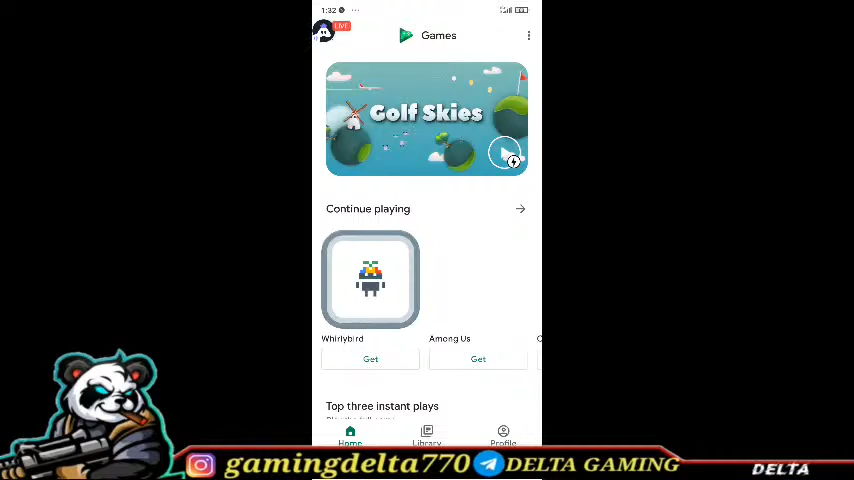 1:32
LIVE
Games
Golf Skies
Continue playing
Whirlybird
Among Us
Get
Get
Top three instant plays
Home
Library
Profile
gamingdelta770
DELTA GAMING
DELTA